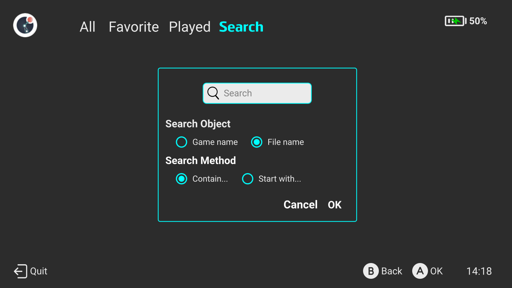 All Favorite Played Search
50%
Search
Search Object
Game name File name
Search Method
Contain... Start with...
Cancel OK
Quit B Back A OK 14:18